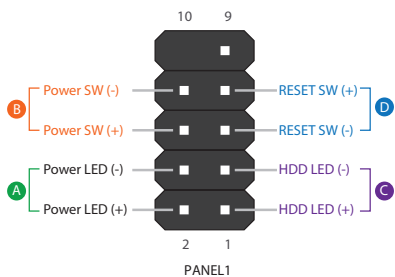 10 9
Power SW (-) RESET SW (+)
B D
Power SW (+) RESET SW (-)
Power LED (-) HDD LED (-)
A C
Power LED (+) HDD LED (+)
2 1
PANEL1